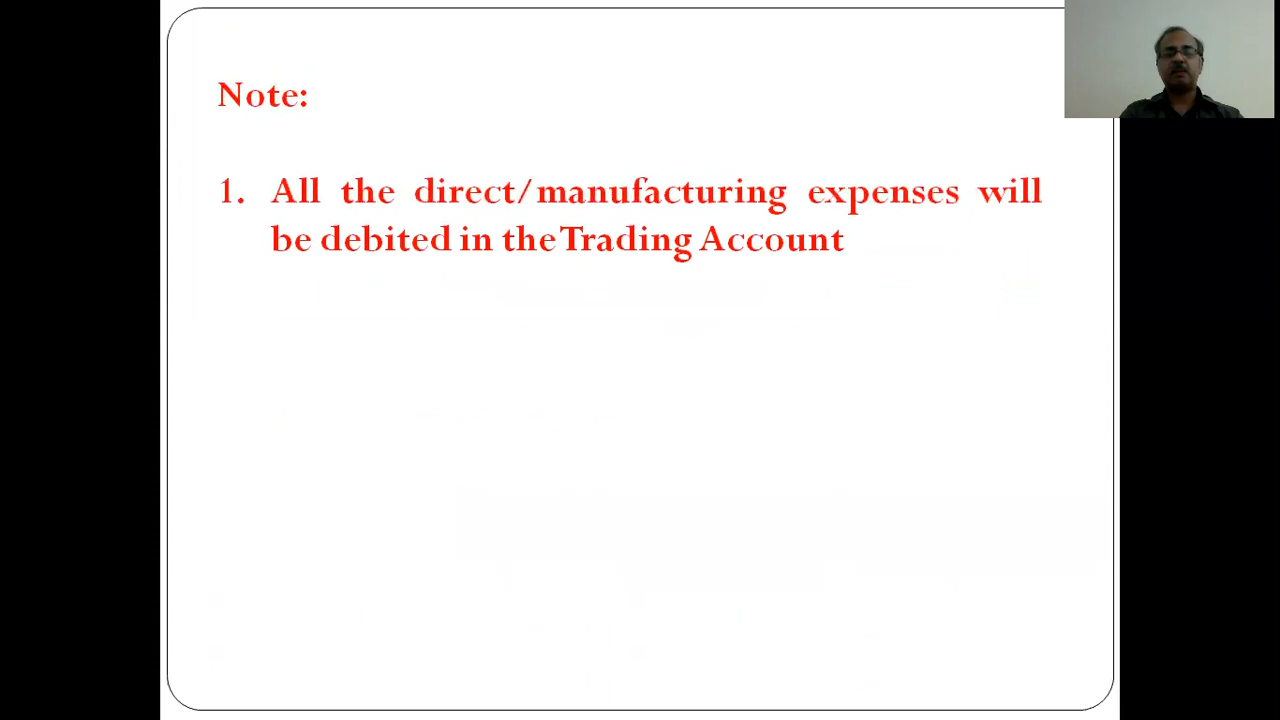 Note:
1. All the direct/manufacturing expenses will
be debited in the Trading Account